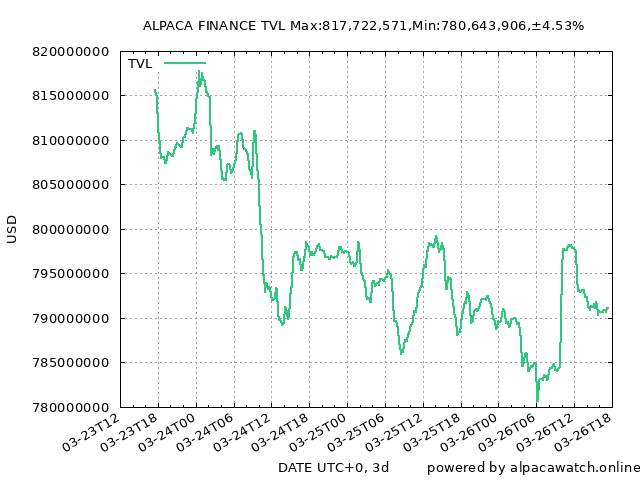 ALPACA FINANCE TVL Max:817,722,571,Min:780,643,906,±4.53%
820000000
TVL
815000000
810000000
805000000
800000000
USD
795000000
790000000
785000000
780000000
03-23T12
03-23T18
03-24T00
03-24T06
03-24T12
03-24T18
03-25T00
03-25T06
03-25T12
03-25T18
03-26T00
03-26T06
03-26T12
03-26T18
DATE UTC+0, 3d
powered by alpacawatch.online